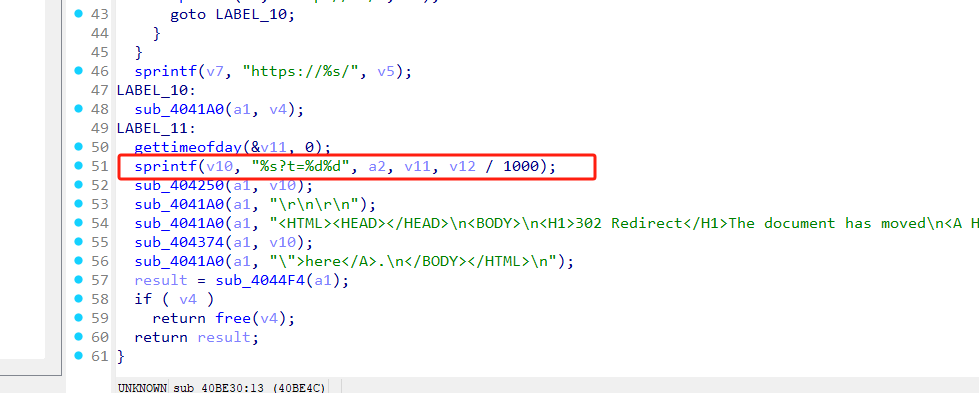 43 goto LABEL_10;
44 }
45 }
46 sprintf(v7, "https://%s/", v5);
47 LABEL_10:
48 sub_4041A0(a1, v4);
49 LABEL_11:
50 gettimeofday(&v11, 0);
51 sprintf(v10, "%s?t=%d%d", a2, v11, v12 / 1000);
52 sub_404250(a1, v10);
53 sub_4041A0(a1, "\r\n\r\n");
54 sub_4041A0(a1, "<HTML><HEAD></HEAD>\n<BODY>\n<H1>302 Redirect</H1>The document has moved\n<A H
55 sub_404374(a1, v10);
56 sub_4041A0(a1, "\">here</A>.\n</BODY></HTML>\n");
57 result = sub_4044F4(a1);
58 if ( v4 )
59 return free(v4);
60 return result;
61 }
UNKNOWN sub_40BE30:13 (40BE4C)